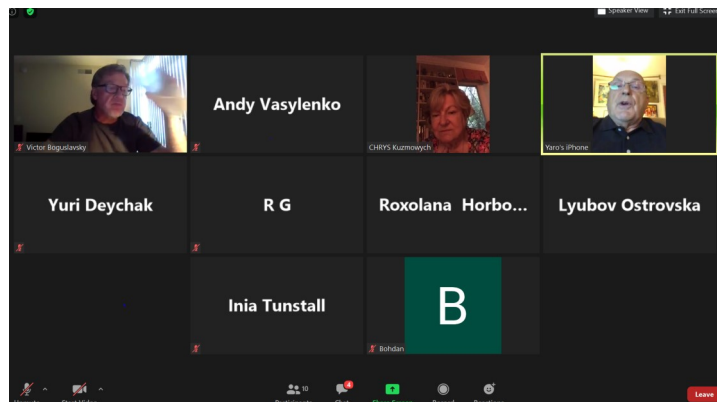 Speaker View Exit Full Screen
Andy Vasylenko
Victor Boguslavsky
CHRYS Kuzmowych
Yaro's iPhone
Yuri Deychak
R G
Roxolana Horbo...
Lyubov Ostrovska
Inia Tunstall
B
Bohdan
10
4
Leave